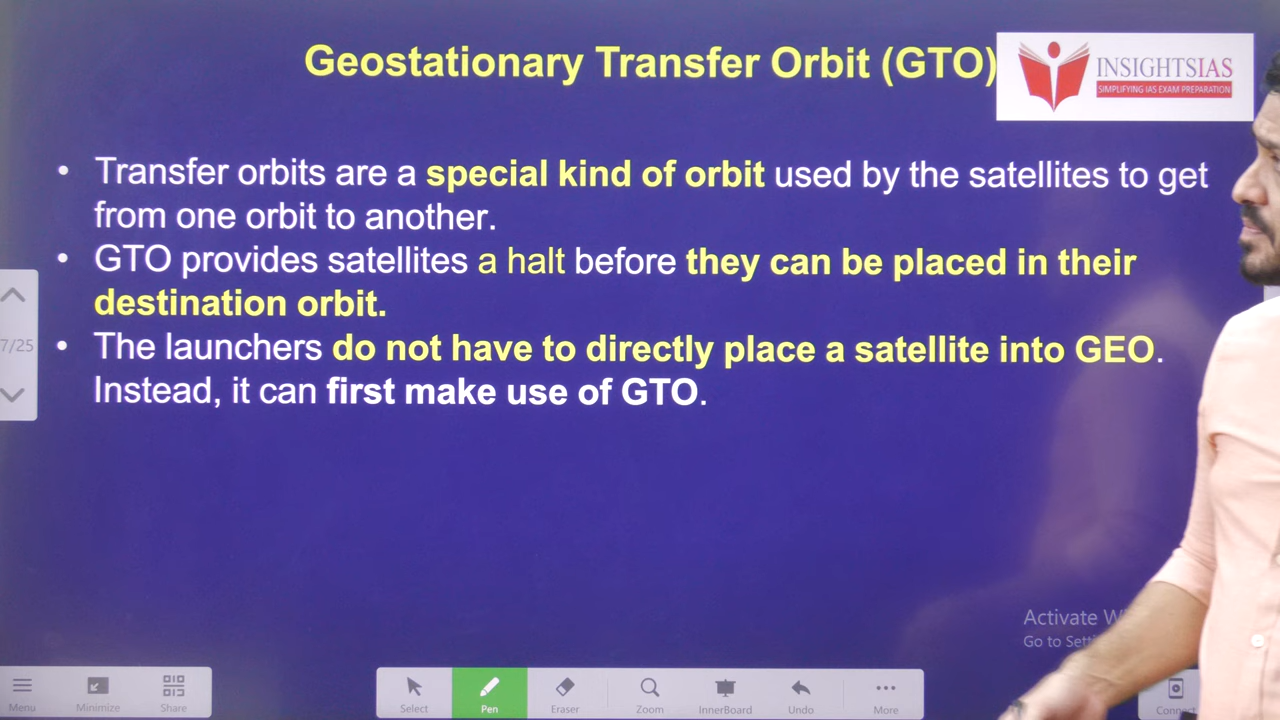 Geostationary Transfer Orbit (GTO)
INSIGHTSIAS
SIMPLIFYING IAS EXAM PREPARATION
• Transfer orbits are a special kind of orbit used by the satellites to get
from one orbit to another.
• GTO provides satellites a halt before they can be placed in their
destination orbit.
• The launchers do not have to directly place a satellite into GEO.
Instead, it can first make use of GTO.
7/25
Activate
Go to
Menu Minimize Share Select Pen Eraser Zoom InnerBoard Undo More Connect